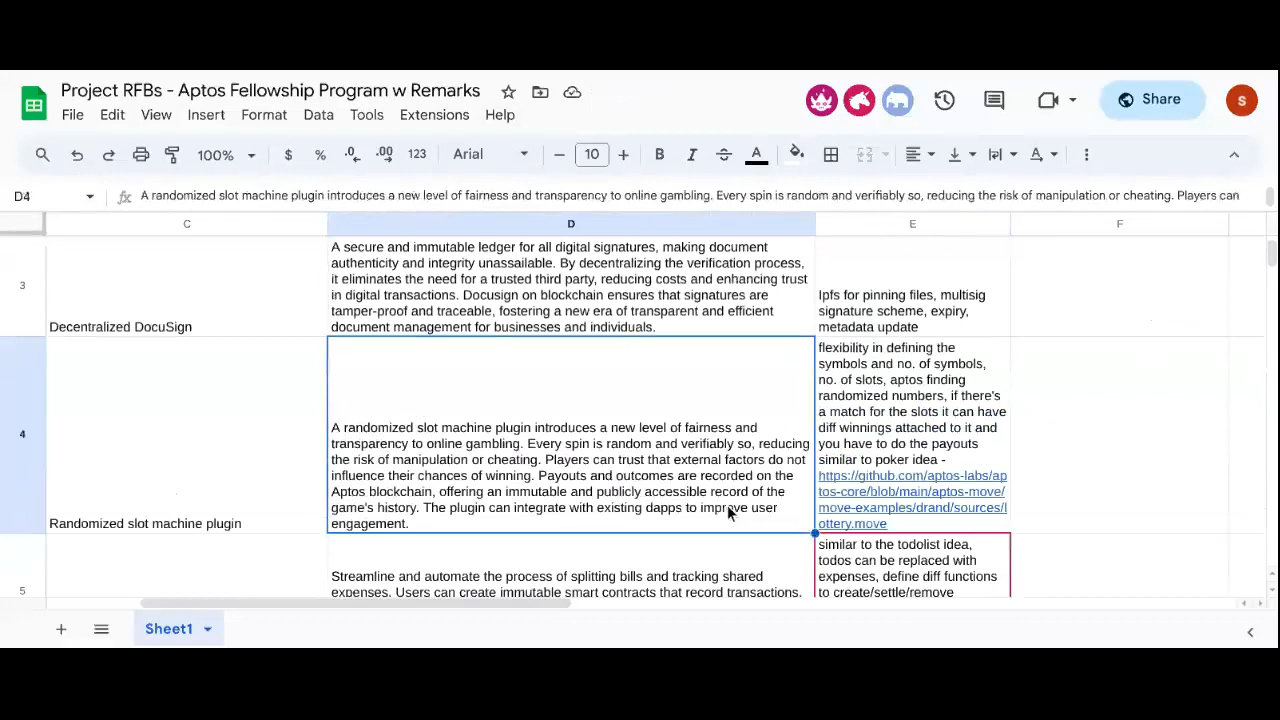 Project RFBs - Aptos Fellowship Program w Remarks
File Edit View Insert Format Data Tools Extensions Help
Share
S
100% $ % .0 .00 123 Arial 10 B I S A A
D4
fx
A randomized slot machine plugin introduces a new level of fairness and transparency to online gambling. Every spin is random and verifiably so, reducing the risk of manipulation or cheating. Players can
C D E F
3
Decentralized DocuSign
A secure and immutable ledger for all digital signatures, making document
authenticity and integrity unassailable. By decentralizing the verification process,
it eliminates the need for a trusted third party, reducing costs and enhancing trust
in digital transactions. Docusign on blockchain ensures that signatures are
tamper-proof and traceable, fostering a new era of transparent and efficient
document management for businesses and individuals.
Ipfs for pinning files, multisig
signature scheme, expiry,
metadata update
4
Randomized slot machine plugin
A randomized slot machine plugin introduces a new level of fairness and
transparency to online gambling. Every spin is random and verifiably so, reducing
the risk of manipulation or cheating. Players can trust that external factors do not
influence their chances of winning. Payouts and outcomes are recorded on the
Aptos blockchain, offering an immutable and publicly accessible record of the
game's history. The plugin can integrate with existing dapps to improve user
engagement.
flexibility in defining the
symbols and no. of symbols,
no. of slots, aptos finding
randomized numbers, if there's
a match for the slots it can have
diff winnings attached to it and
you have to do the payouts
similar to poker idea -
https://github.com/aptos-labs/ap
tos-core/blob/main/aptos-move/
move-examples/drand/sources/l
ottery.move
5
Streamline and automate the process of splitting bills and tracking shared
expenses. Users can create immutable smart contracts that record transactions,
similar to the todolist idea,
todos can be replaced with
expenses, define diff functions
to create/settle/remove
Sheet1